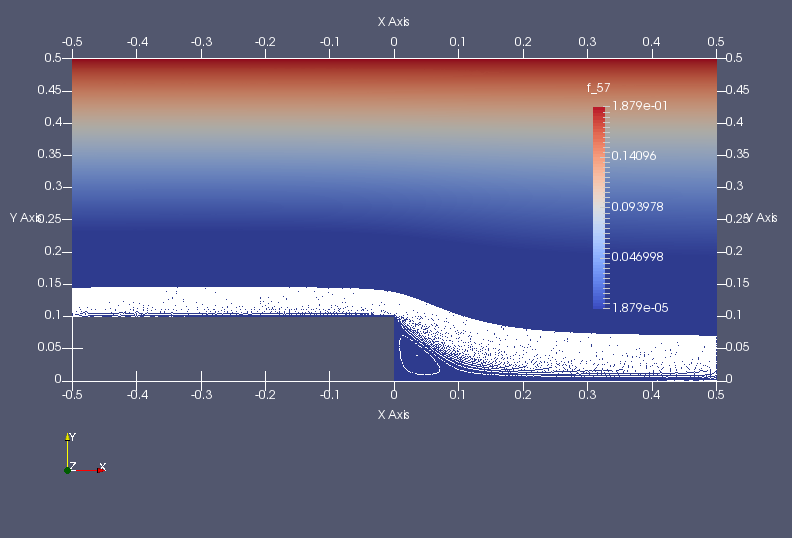 X Axis
-0.5 -0.4 -0.3 -0.2 -0.1 0 0.1 0.2 0.3 0.4 0.5
0.5 0.5
0.45 f_57 0.45
0.4 1.879e-01 0.4
0.35 0.14096 0.35
0.3 0.093978 0.3
Y Axis 0.25 0.25 Y Axis
0.2 0.046998 0.2
0.15 0.15
0.1 1.879e-05 0.1
0.05 0.05
0 0
-0.5 -0.4 -0.3 -0.2 -0.1 0 0.1 0.2 0.3 0.4 0.5
X Axis
Y
Z X